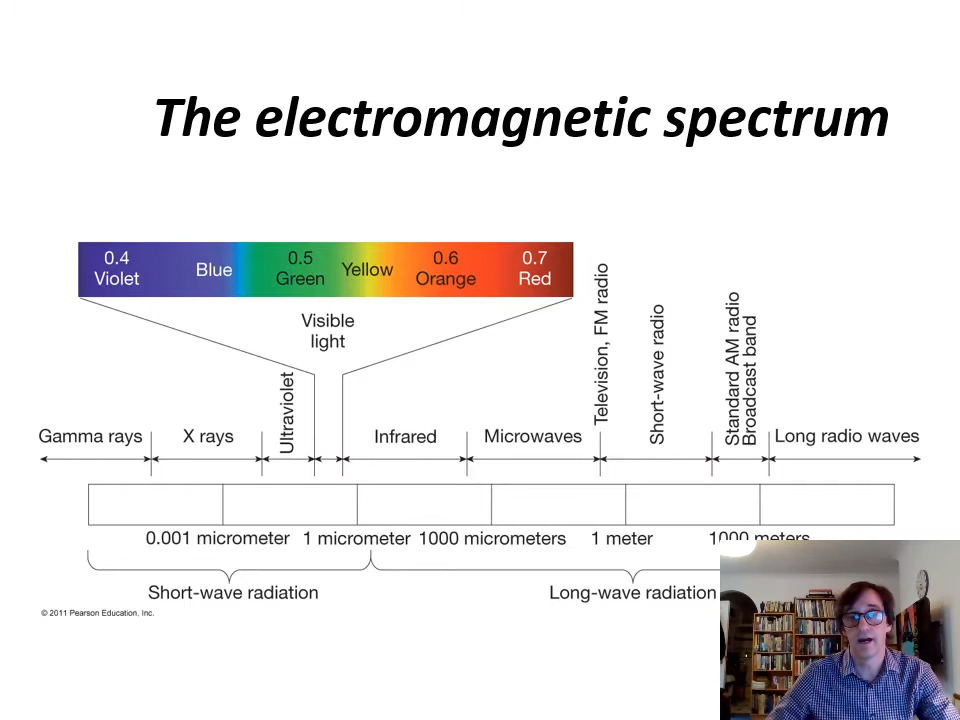 The electromagnetic spectrum
0.4
Violet
Blue
0.5
Green
Yellow
0.6
Orange
0.7
Red
Visible
light
Ultraviolet
Television, FM radio
Short-wave radio
Standard AM radio
Broadcast band
Gamma rays
X rays
Infrared
Microwaves
Long radio waves
0.001 micrometer
1 micrometer
1000 micrometers
1 meter
1000 meters
Short-wave radiation
Long-wave radiation
© 2011 Pearson Education, Inc.